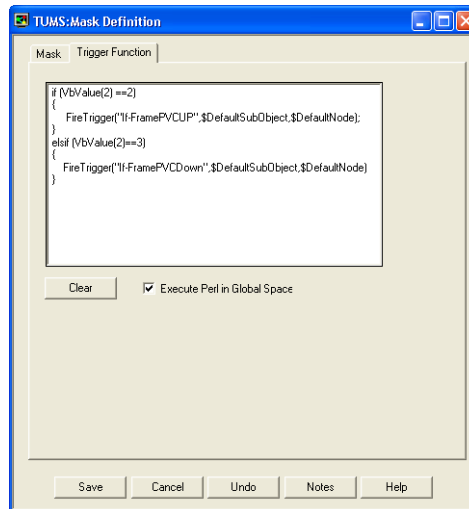 TUMS:Mask Definition
Mask Trigger Function
if (VbValue(2) ==2)
{
FireTrigger("If-FramePVCUP",$DefaultSubObject,$DefaultNode);
}
elsif (VbValue(2)==3)
{
FireTrigger("If-FramePVCDown",$DefaultSubObject,$DefaultNode)
}
Clear Execute Perl in Global Space
Save Cancel Undo Notes Help